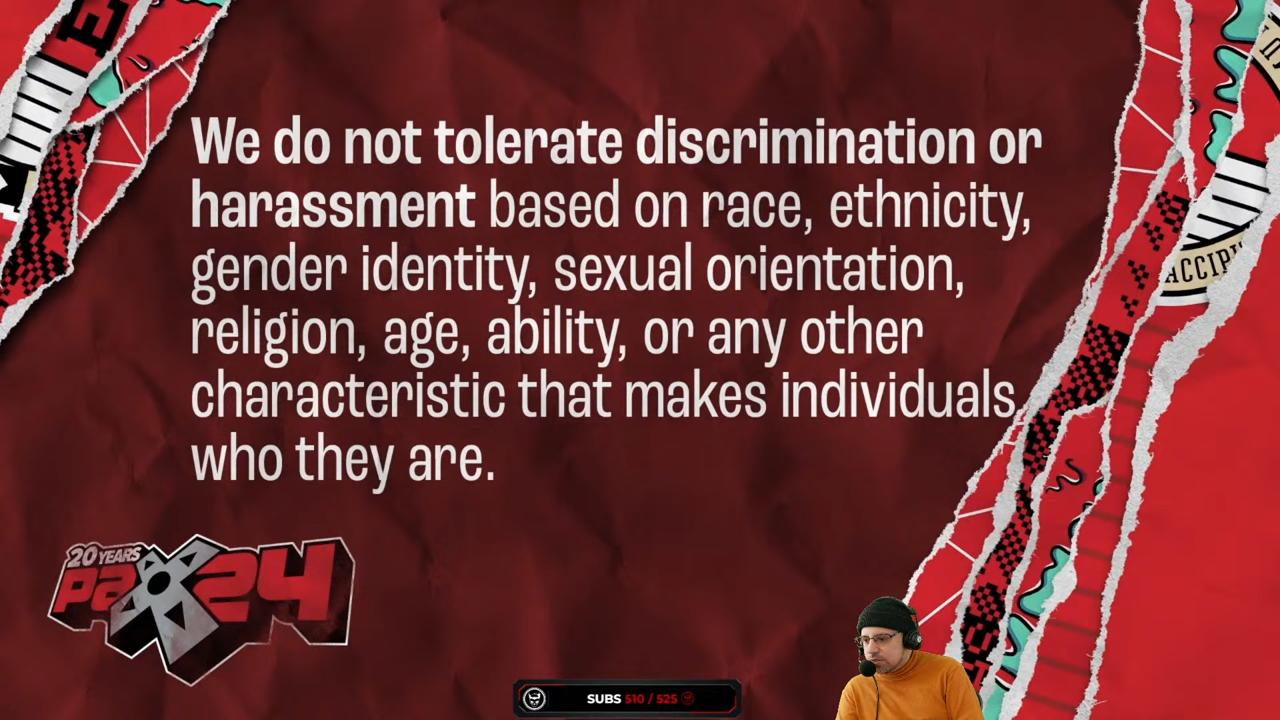 We do not tolerate discrimination or
harassment based on race, ethnicity,
gender identity, sexual orientation,
religion, age, ability, or any other
characteristic that makes individuals
who they are.
20 YEARS
PAX24
ACCIP
SUBS 510 / 525